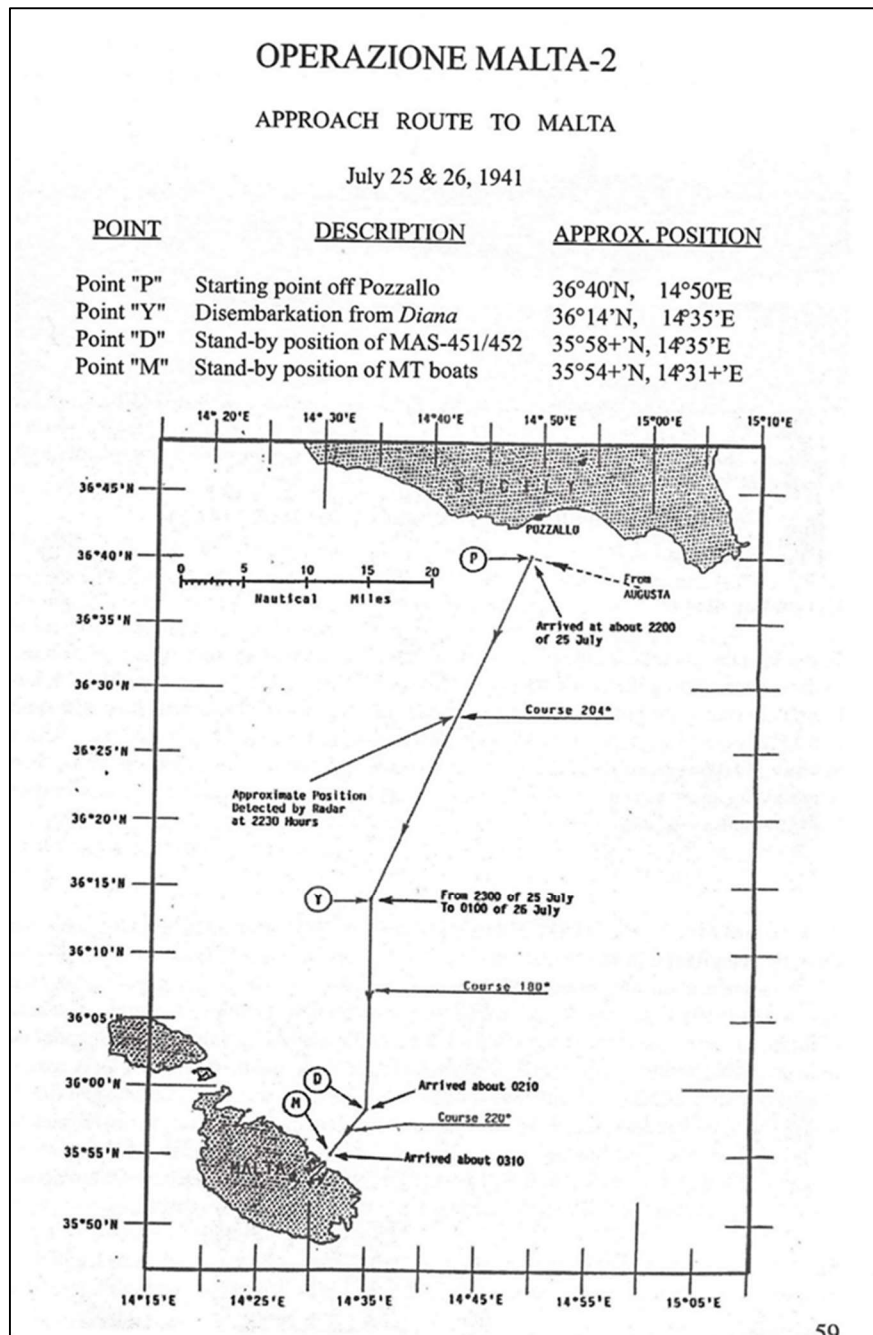 OPERAZIONE MALTA-2
APPROACH ROUTE TO MALTA
July 25 & 26, 1941
POINT DESCRIPTION APPROX. POSITION
Point "P" Starting point off Pozzallo 36°40'N, 14°50'E
Point "Y" Disembarkation from Diana 36°14'N, 14°35'E
Point "D" Stand-by position of MAS-451/452 35°58+'N, 14°35'E
Point "M" Stand-by position of MT boats 35°54+'N, 14°31+'E
14°20'E 14°30'E 14°40'E 14°50'E 15°00'E 15°10'E
36°45'N
SICILY
POZZALLO
36°40'N
P
0 5 10 15 20
Nautical Miles
From
AUGUSTA
36°35'N
Arrived at about 2200
of 25 July
36°30'N
Course 204°
36°25'N
Approximate Position
Detected by Radar
at 2230 Hours
36°20'N
36°15'N
Y
From 2300 of 25 July
To 0100 of 26 July
36°10'N
Course 180°
36°05'N
36°00'N
D
Arrived about 0210
M
Course 220°
35°55'N
MALTA
Arrived about 0310
35°50'N
14°15'E 14°25'E 14°35'E 14°45'E 14°55'E 15°05'E
59